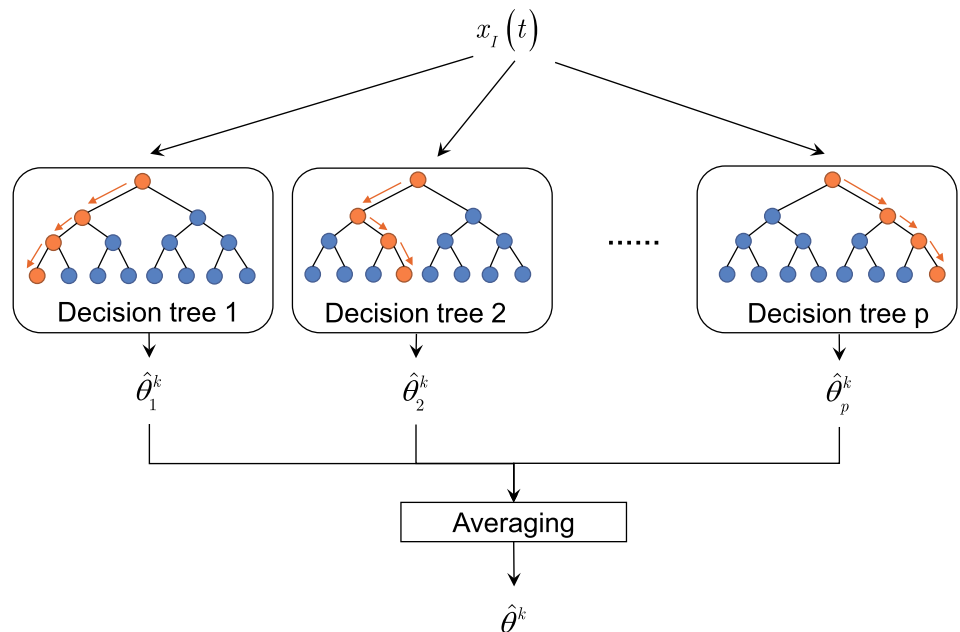 x_I(t)
......
Decision tree 1 Decision tree 2 Decision tree p
θ̂_1^k θ̂_2^k θ̂_p^k
Averaging
θ̂^k